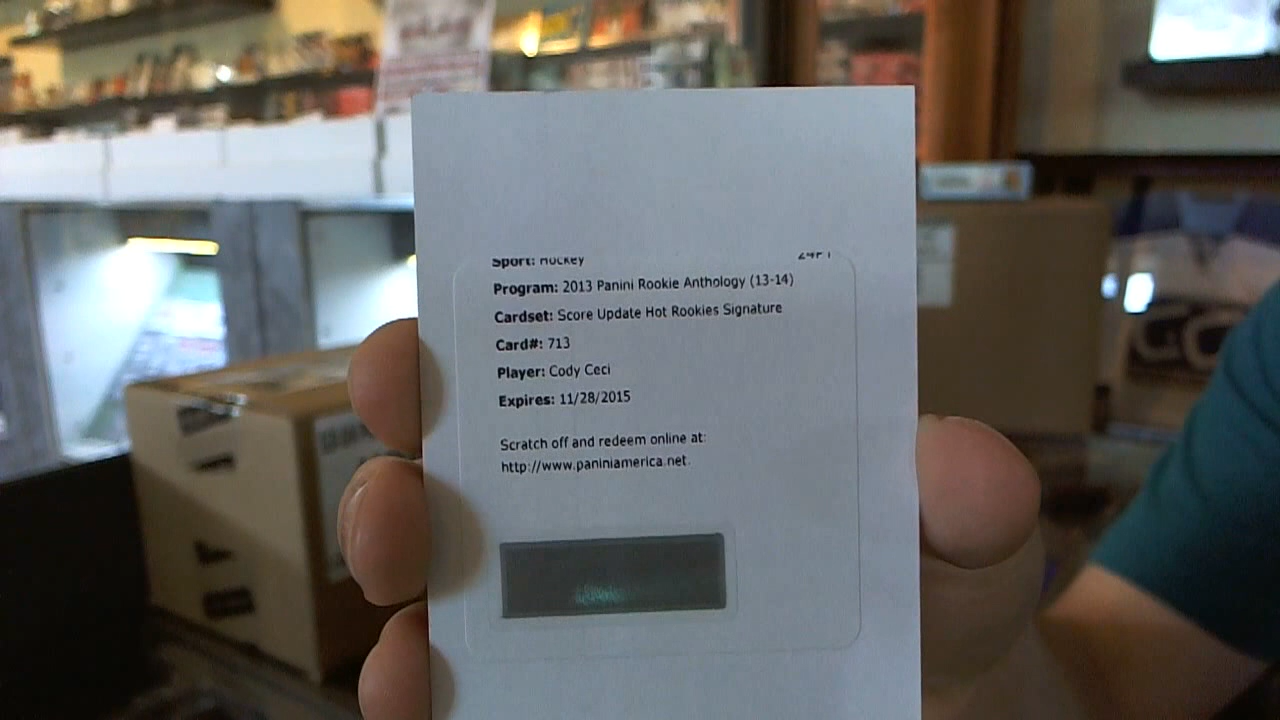 Sport: Hockey
Program: 2013 Panini Rookie Anthology (13-14)
Cardset: Score Update Hot Rookies Signature
Card#: 713
Player: Cody Ceci
Expires: 11/28/2015
Scratch off and redeem online at:
http://www.paniniamerica.net.
GO